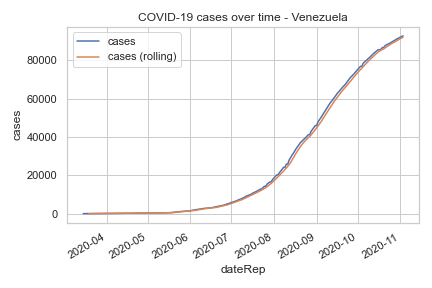 COVID-19 cases over time - Venezuela
cases
cases (rolling)
80000
60000
40000
20000
0
cases
2020-04
2020-05
2020-06
2020-07
2020-08
2020-09
2020-10
2020-11
dateRep